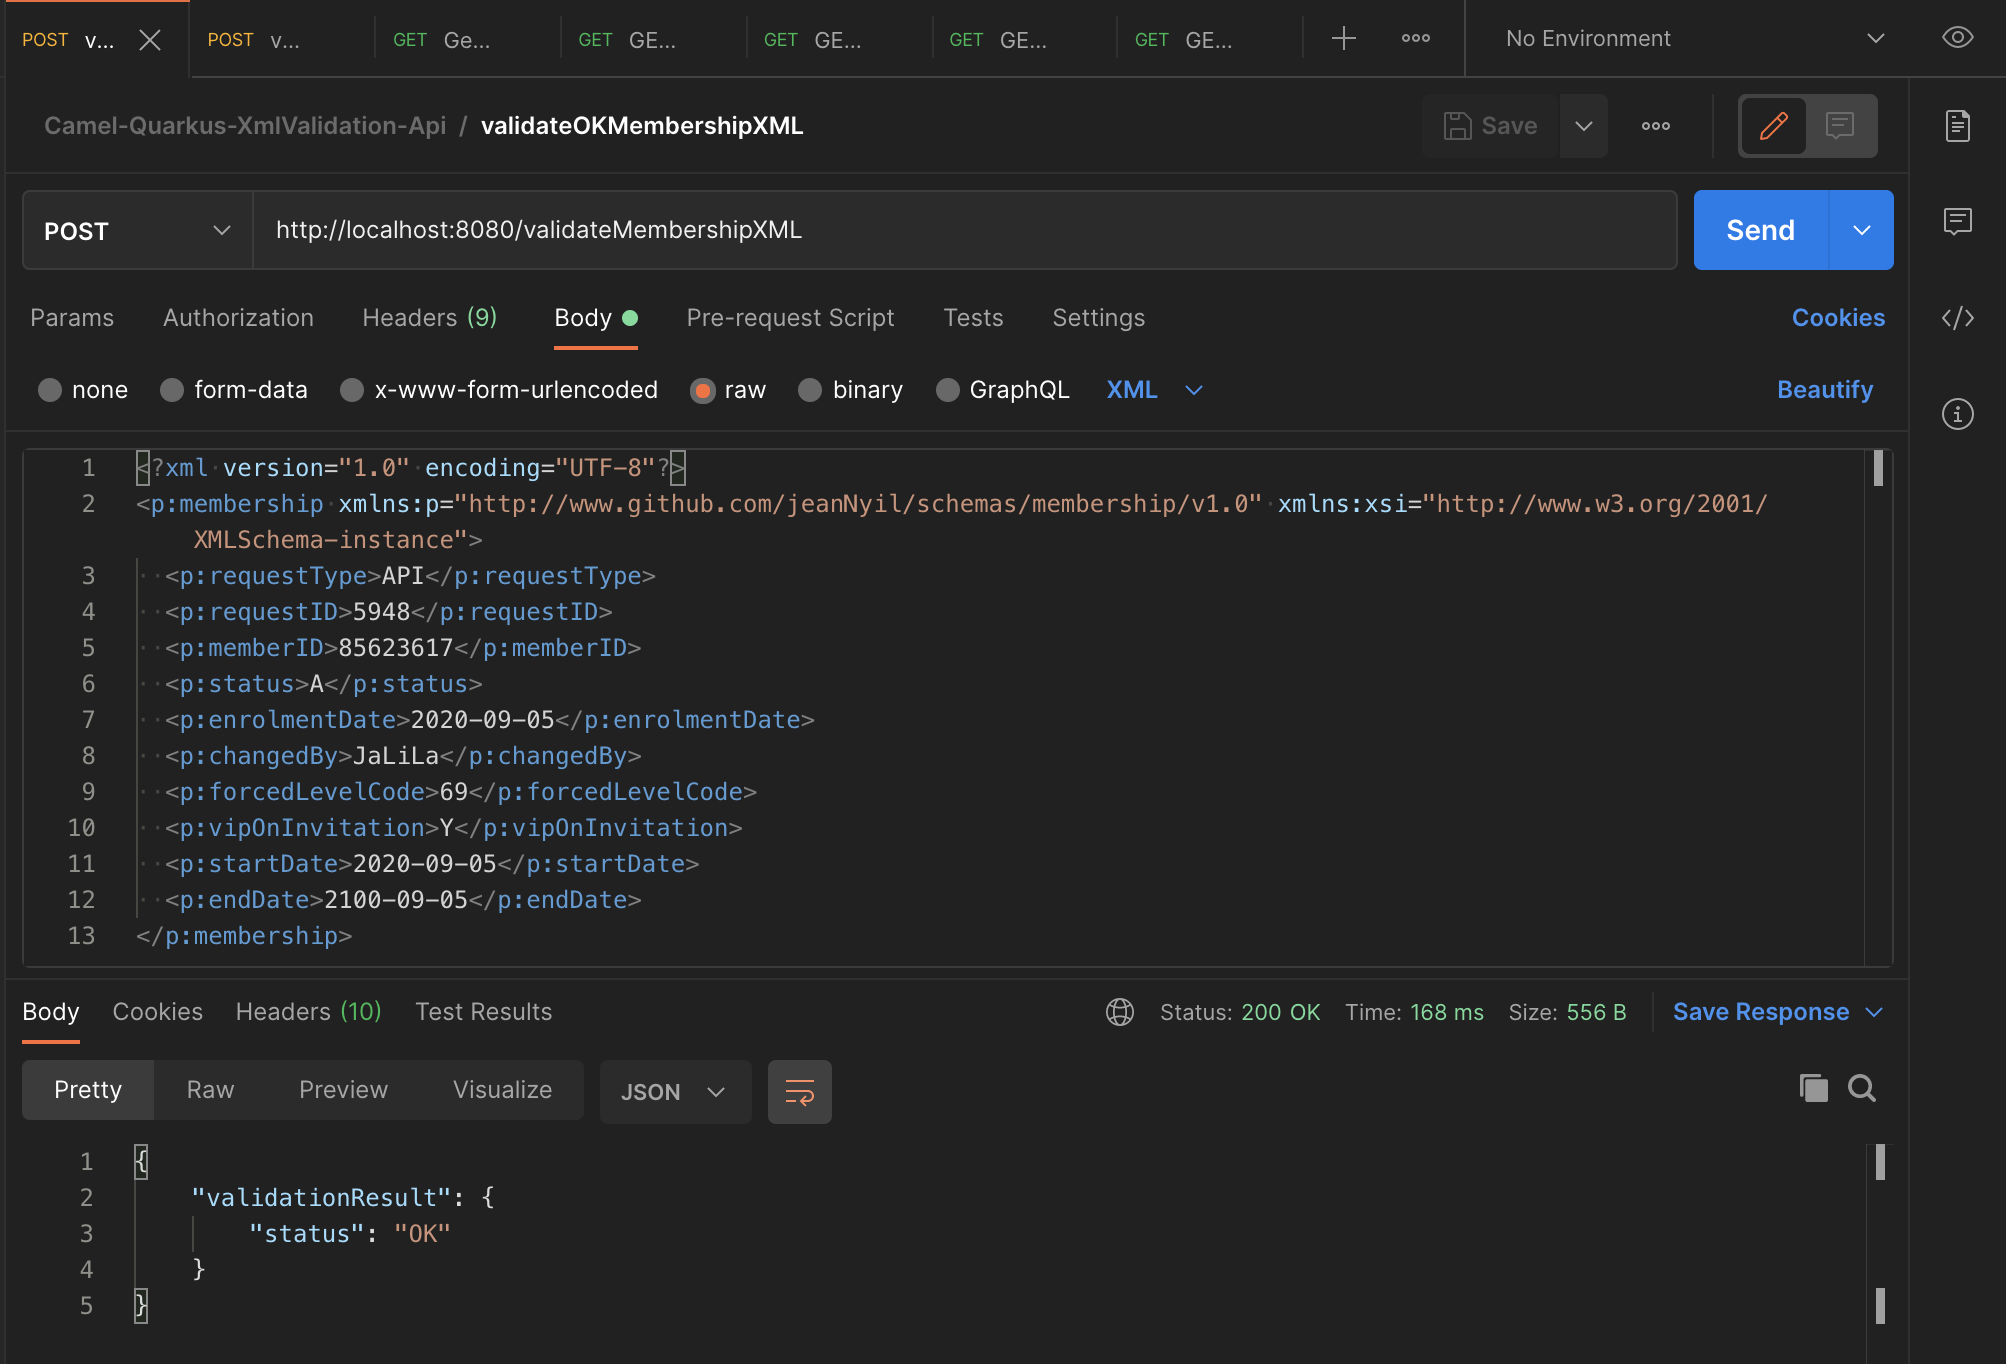 POST v... POST v... GET Ge... GET GE... GET GE... GET GE... GET GE... No Environment
Camel-Quarkus-XmlValidation-Api / validateOKMembershipXML Save
POST http://localhost:8080/validateMembershipXML Send
Params Authorization Headers (9) Body Pre-request Script Tests Settings Cookies
none form-data x-www-form-urlencoded raw binary GraphQL XML Beautify
1 <?xml version="1.0" encoding="UTF-8"?>
2 <p:membership xmlns:p="http://www.github.com/jeanNyil/schemas/membership/v1.0" xmlns:xsi="http://www.w3.org/2001/
XMLSchema-instance">
3 <p:requestType>API</p:requestType>
4 <p:requestID>5948</p:requestID>
5 <p:memberID>85623617</p:memberID>
6 <p:status>A</p:status>
7 <p:enrolmentDate>2020-09-05</p:enrolmentDate>
8 <p:changedBy>JaLiLa</p:changedBy>
9 <p:forcedLevelCode>69</p:forcedLevelCode>
10 <p:vipOnInvitation>Y</p:vipOnInvitation>
11 <p:startDate>2020-09-05</p:startDate>
12 <p:endDate>2100-09-05</p:endDate>
13 </p:membership>
Body Cookies Headers (10) Test Results Status: 200 OK Time: 168 ms Size: 556 B Save Response
Pretty Raw Preview Visualize JSON
1 {
2 "validationResult": {
3 "status": "OK"
4 }
5 }